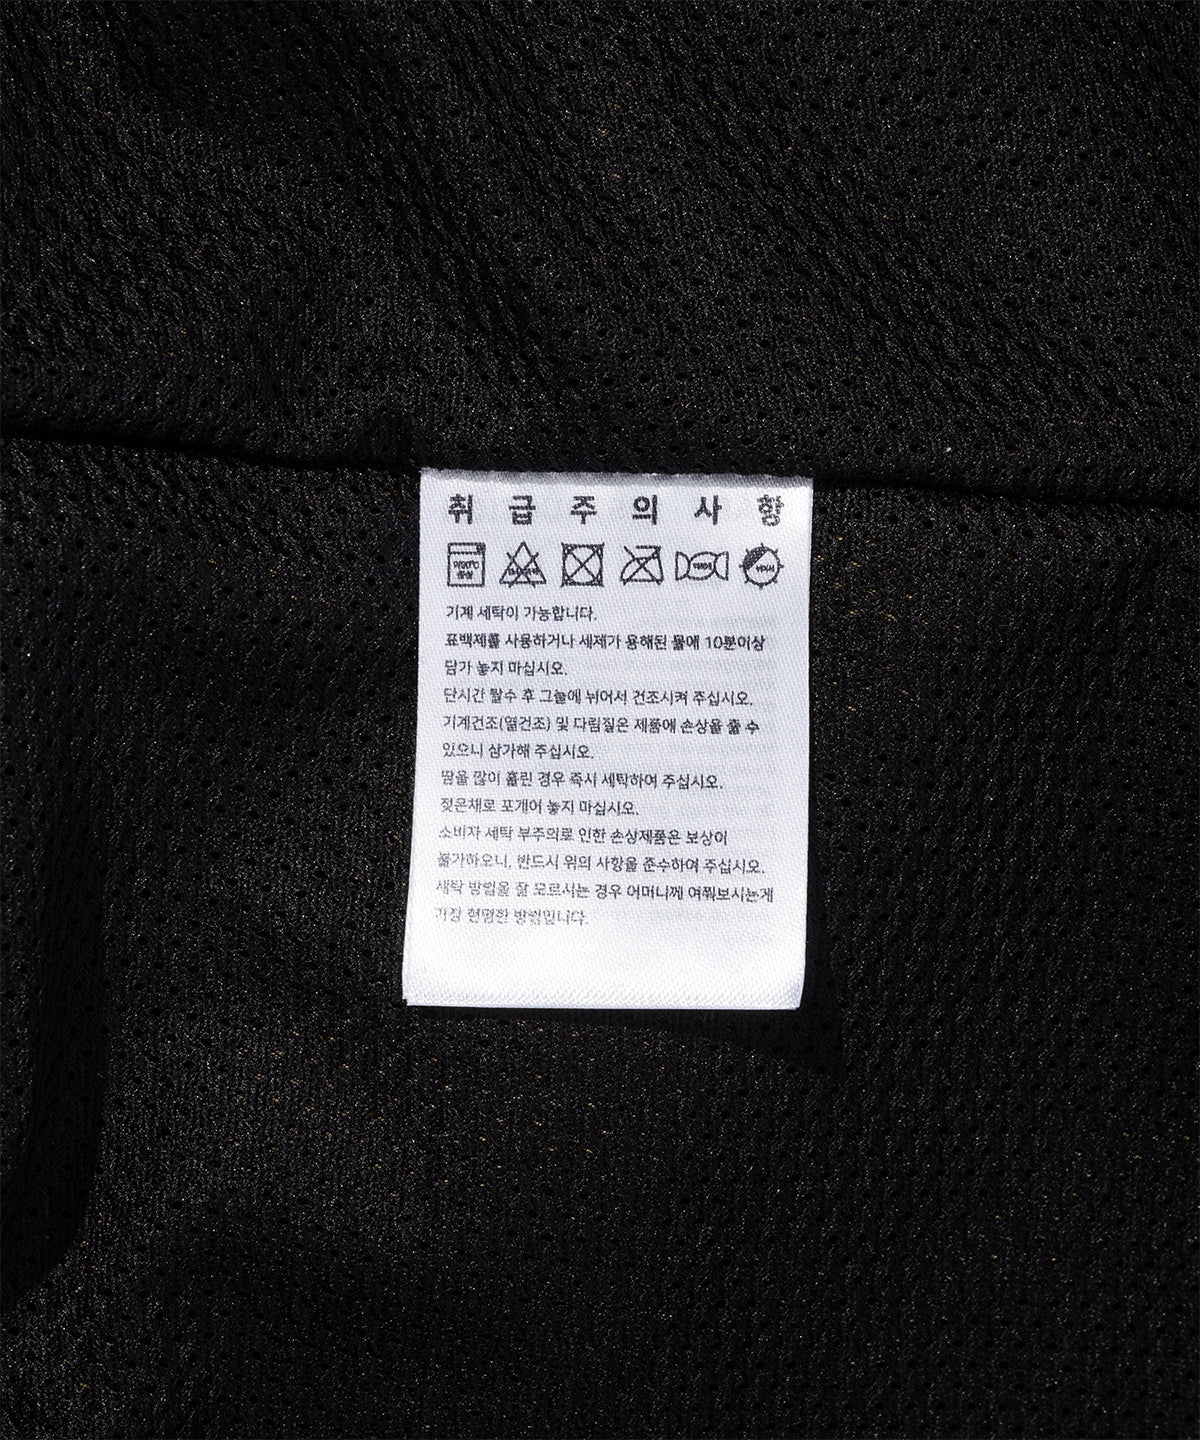 취급주의사항
기계 세탁이 가능합니다.
표백제를 사용하거나 세제가 용해된 물에 10분이상
담가 놓지 마십시오.
단시간 탈수 후 그늘에 뉘어서 건조시켜 주십시오.
기계건조(열건조) 및 다림질은 제품에 손상을 줄 수
있으니 삼가해 주십시오.
땀을 많이 흘린 경우 즉시 세탁하여 주십시오.
젖은채로 포개어 놓지 마십시오.
소비자 세탁 부주의로 인한 손상제품은 보상이
불가하오니, 반드시 위의 사항을 준수하여 주십시오.
세탁 방법을 잘 모르시는 경우 어머니께 여쭤보시는게
가장 현명한 방법입니다.